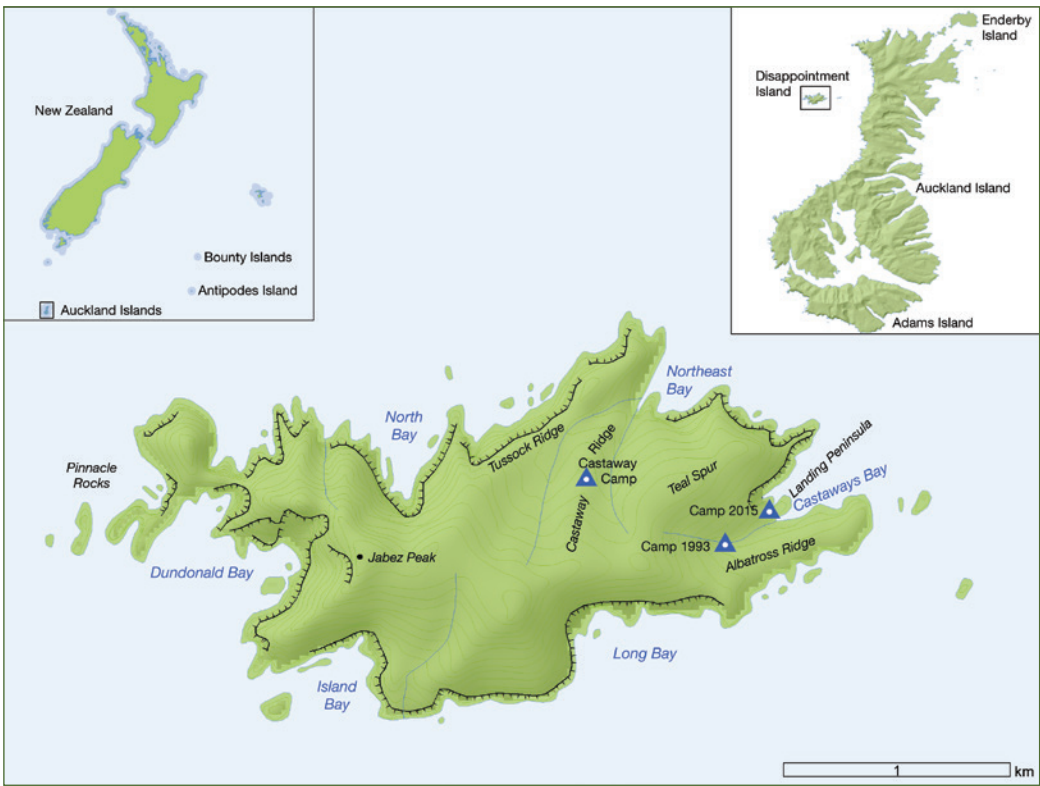 New Zealand
Bounty Islands
Antipodes Island
Auckland Islands
Enderby
Island
Disappointment
Island
Auckland Island
Adams Island
Northeast
Bay
North
Bay
Tussock Ridge
Ridge
Castaway
Camp
Castaway
Teal Spur
Landing Peninsula
Castaways Bay
Camp 2015
Camp 1993
Albatross Ridge
Pinnacle
Rocks
Jabez Peak
Dundonald Bay
Long Bay
Island
Bay
1
km